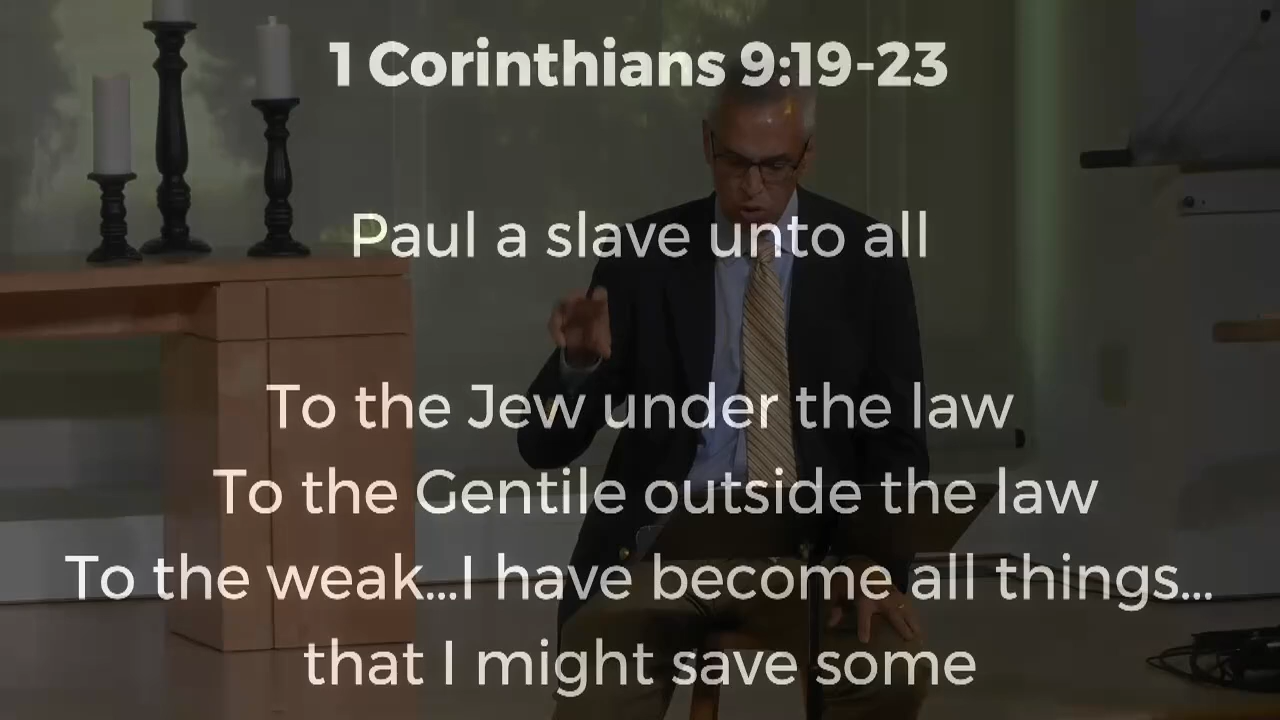 1 Corinthians 9:19-23
Paul a slave unto all
To the Jew under the law
To the Gentile outside the law
To the weak...I have become all things...
that I might save some